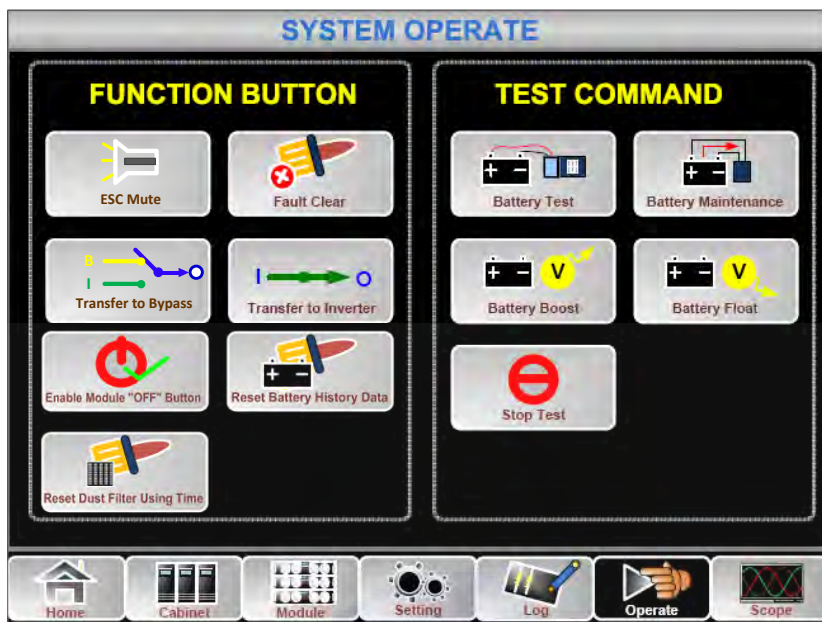 SYSTEM OPERATE
FUNCTION BUTTON
TEST COMMAND
ESC Mute
Fault Clear
Battery Test
Battery Maintenance
B
I
Transfer to Bypass
I O
Transfer to Inverter
V
Battery Boost
V
Battery Float
Enable Module "OFF" Button
Reset Battery History Data
Stop Test
Reset Dust Filter Using Time
Home
Cabinet
Module
Setting
Log
Operate
Scope